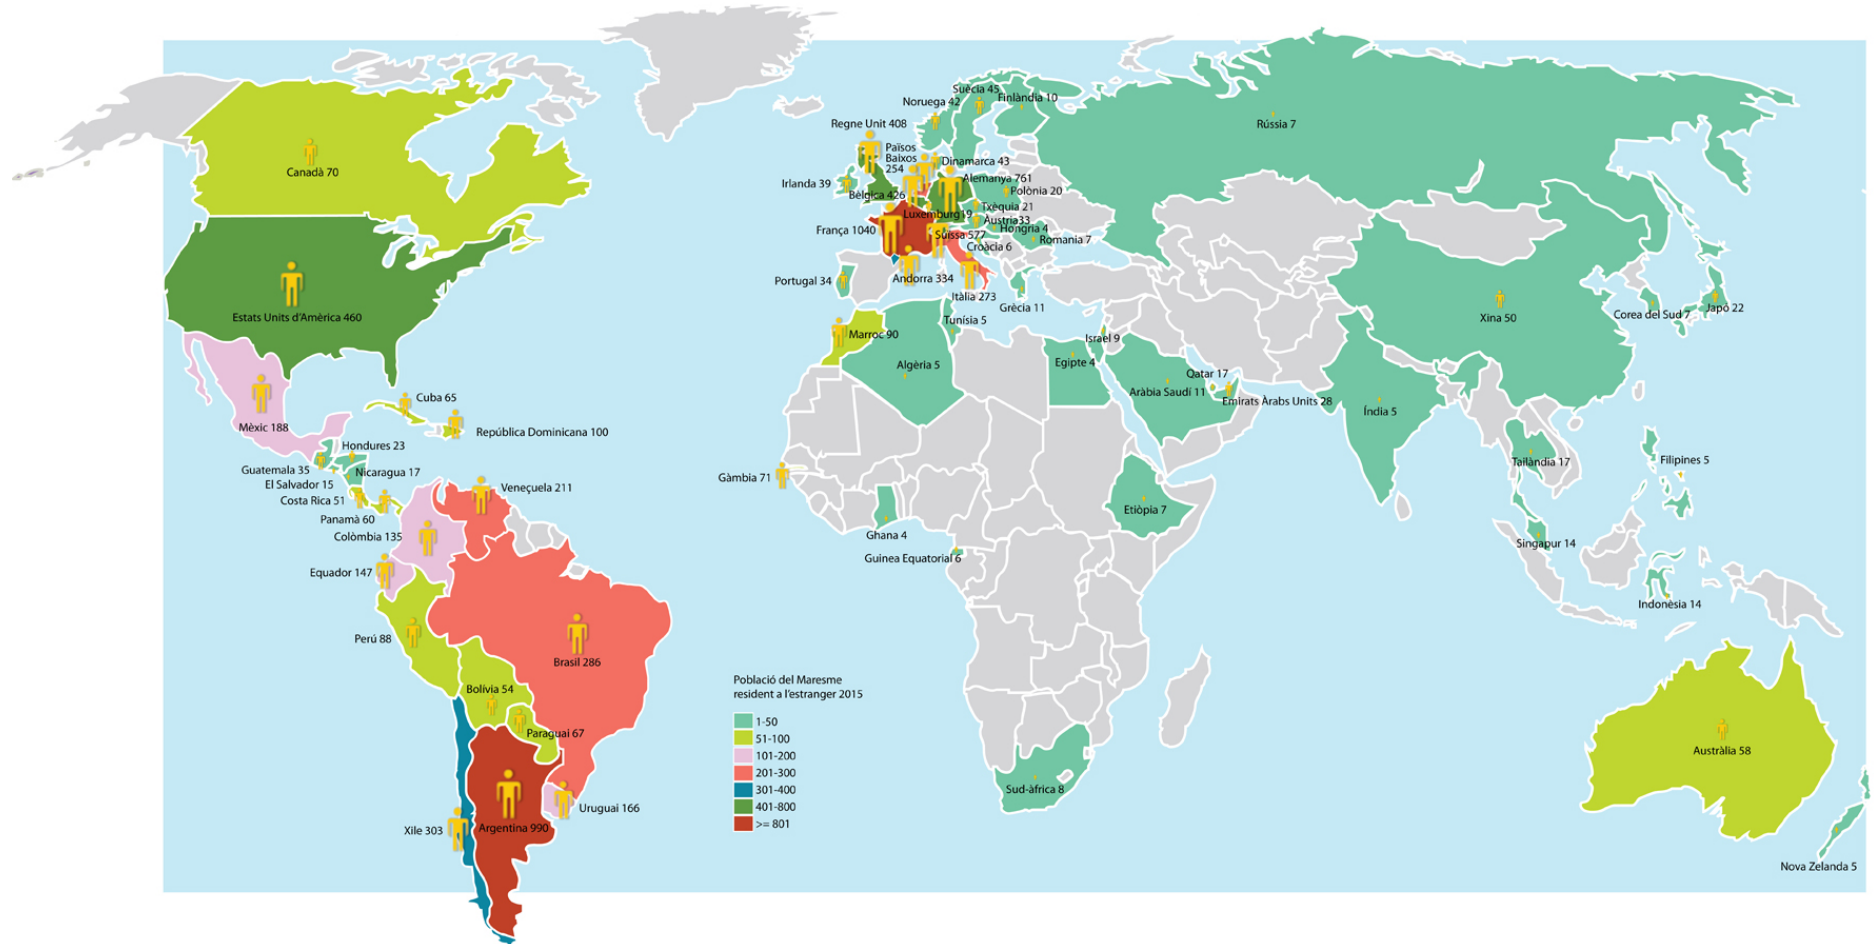 Canadà 70
Estats Units d'Amèrica 460
Mèxic 188
Cuba 65
República Dominicana 100
Hondures 23
Guatemala 35
Nicaragua 17
El Salvador 15
Costa Rica 51
Panamà 60
Veneçuela 211
Colòmbia 135
Equador 147
Perú 88
Brasil 286
Bolívia 54
Paraguai 67
Uruguai 166
Xile 303
Argentina 990
Suècia 45
Finlàndia 10
Noruega 42
Regne Unit 408
Països
Baixos
254
Dinamarca 43
Irlanda 39
Alemanya 761
Bèlgica 426
Polònia 20
Txèquia 21
Luxemburg19
Àustria33
França 1040
Hongria 4
Suïssa 577
Romania 7
Croàcia 6
Portugal 34
Andorra 334
Itàlia 273
Grècia 11
Rússia 7
Tunísia 5
Marroc 90
Algèria 5
Israel 9
Egipte 4
Qatar 17
Aràbia Saudí 11
Emirats Àrabs Units 28
Xina 50
Corea del Sud 7
Japó 22
Índia 5
Tailàndia 17
Filipines 5
Gàmbia 71
Etiòpia 7
Ghana 4
Guinea Equatorial 6
Singapur 14
Indonèsia 14
Sud-àfrica 8
Austràlia 58
Nova Zelanda 5
Població del Maresme
resident a l'estranger 2015
1-50
51-100
101-200
201-300
301-400
401-800
>= 801